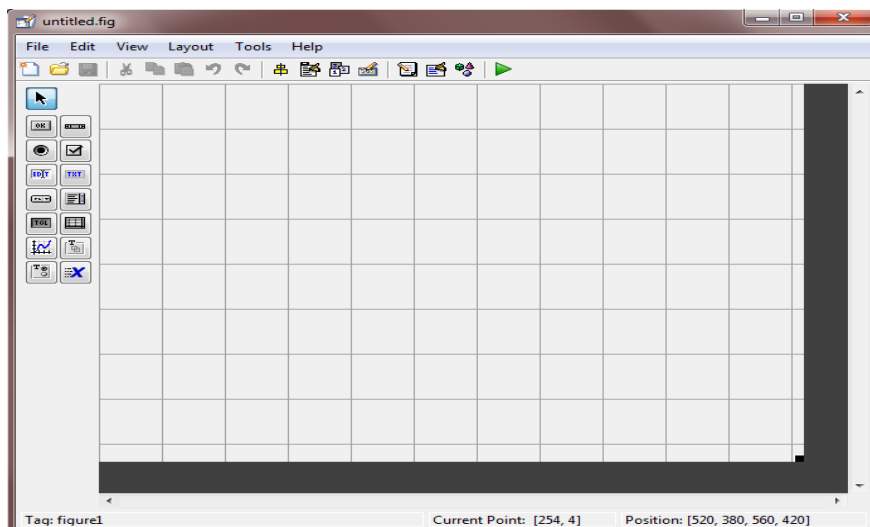 untitled.fig
File Edit View Layout Tools Help
OK
EDIT TXT
TGL
T
T
X
Tag: figure1 Current Point: [254, 4] Position: [520, 380, 560, 420]